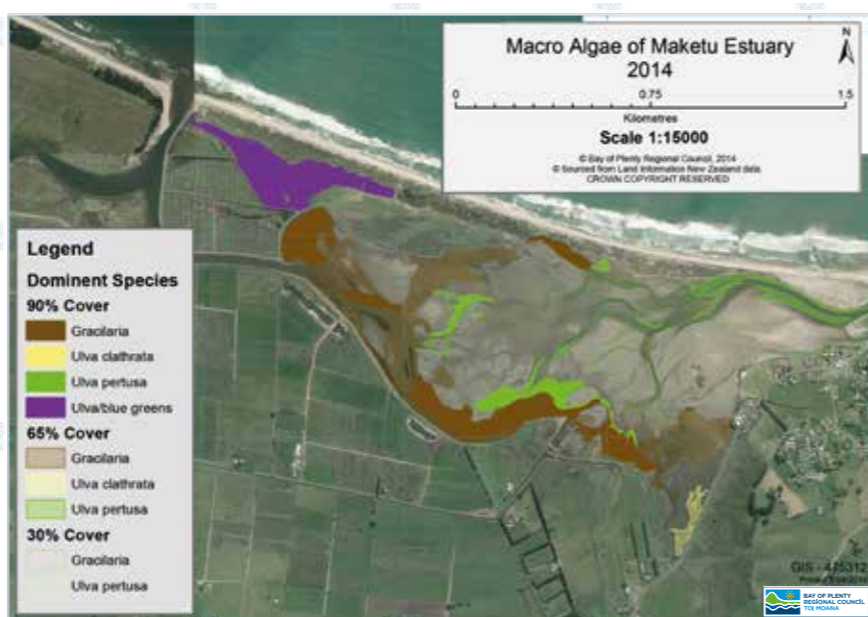 Macro Algae of Maketu Estuary
2014
N
0 0.75 1.5
Kilometres
Scale 1:15000
© Bay of Plenty Regional Council, 2014
© Sourced from Land Information New Zealand data.
CROWN COPYRIGHT RESERVED
Legend
Dominent Species
90% Cover
Gracilaria
Ulva clathrata
Ulva pertusa
Ulva/blue greens
65% Cover
Gracilaria
Ulva clathrata
Ulva pertusa
30% Cover
Gracilaria
Ulva pertusa
GIS - 475312
BAY OF PLENTY
REGIONAL COUNCIL
TOI MOANA